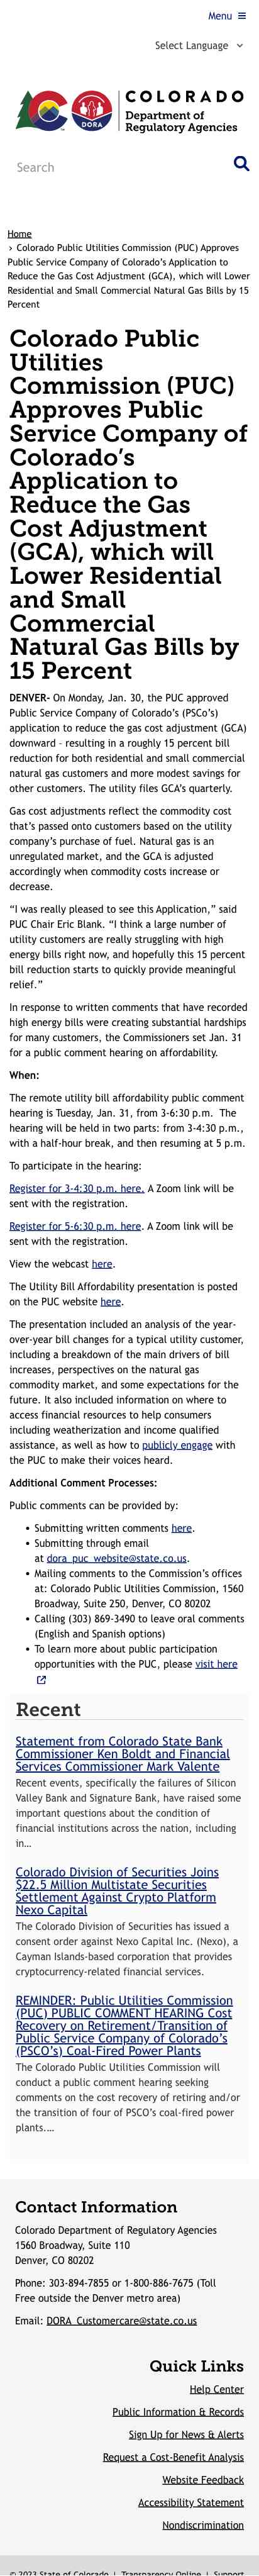 Menu
Select Language
COLORADO
Department of
Regulatory Agencies
CO
DORA
Search
Home
› Colorado Public Utilities Commission (PUC) Approves
Public Service Company of Colorado’s Application to
Reduce the Gas Cost Adjustment (GCA), which will Lower
Residential and Small Commercial Natural Gas Bills by 15
Percent
Colorado Public
Utilities
Commission (PUC)
Approves Public
Service Company of
Colorado’s
Application to
Reduce the Gas
Cost Adjustment
(GCA), which will
Lower Residential
and Small
Commercial
Natural Gas Bills by
15 Percent
DENVER- On Monday, Jan. 30, the PUC approved
Public Service Company of Colorado’s (PSCo’s)
application to reduce the gas cost adjustment (GCA)
downward – resulting in a roughly 15 percent bill
reduction for both residential and small commercial
natural gas customers and more modest savings for
other customers. The utility files GCA’s quarterly.
Gas cost adjustments reflect the commodity cost
that’s passed onto customers based on the utility
company’s purchase of fuel. Natural gas is an
unregulated market, and the GCA is adjusted
accordingly when commodity costs increase or
decrease.
“I was really pleased to see this Application,” said
PUC Chair Eric Blank. “I think a large number of
utility customers are really struggling with high
energy bills right now, and hopefully this 15 percent
bill reduction starts to quickly provide meaningful
relief.”
In response to written comments have that recorded
high energy bills were creating substantial hardships
for many customers, the Commissioners set Jan. 31
for a public comment hearing on affordability.
When:
The remote utility bill affordability public comment
hearing is Tuesday, Jan. 31, from 3-6:30 p.m. The
hearing will be held in two parts: from 3-4:30 p.m.,
with a half-hour break, and then resuming at 5 p.m.
To participate in the hearing:
Register for 3-4:30 p.m. here. A Zoom link will be
sent with the registration.
Register for 5-6:30 p.m. here. A Zoom link will be
sent with the registration.
View the webcast here.
The Utility Bill Affordability presentation is posted
on the PUC website here.
The presentation included an analysis of the year-
over-year bill changes for a typical utility customer,
including a breakdown of the main drivers of bill
increases, perspectives on the natural gas
commodity market, and some expectations for the
future. It also included information on where to
access financial resources to help consumers
including weatherization and income qualified
assistance, as well as how to publicly engage with
the PUC to make their voices heard.
Additional Comment Processes:
Public comments can be provided by:
• Submitting written comments here.
• Submitting through email
at dora_puc_website@state.co.us.
• Mailing comments to the Commission’s offices
at: Colorado Public Utilities Commission, 1560
Broadway, Suite 250, Denver, CO 80202
• Calling (303) 869-3490 to leave oral comments
(English and Spanish options)
• To learn more about public participation
opportunities with the PUC, please visit here
Recent
Statement from Colorado State Bank
Commissioner Ken Boldt and Financial
Services Commissioner Mark Valente
Recent events, specifically the failures of Silicon
Valley Bank and Signature Bank, have raised some
important questions about the condition of
financial institutions across the nation, including
in…
Colorado Division of Securities Joins
$22.5 Million Multistate Securities
Settlement Against Crypto Platform
Nexo Capital
The Colorado Division of Securities has issued a
consent order against Nexo Capital Inc. (Nexo), a
Cayman Islands-based corporation that provides
cryptocurrency-related financial services.
REMINDER: Public Utilities Commission
(PUC) PUBLIC COMMENT HEARING Cost
Recovery on Retirement/Transition of
Public Service Company of Colorado’s
(PSCO’s) Coal-Fired Power Plants
The Colorado Public Utilities Commission will
conduct a public comment hearing seeking
comments on the cost recovery of retiring and/or
the transition of four of PSCO’s coal-fired power
plants.…
Contact Information
Colorado Department of Regulatory Agencies
1560 Broadway, Suite 110
Denver, CO 80202
Phone: 303-894-7855 or 1-800-886-7675 (Toll
Free outside the Denver metro area)
Email: DORA_Customercare@state.co.us
Quick Links
Help Center
Public Information & Records
Sign Up for News & Alerts
Request a Cost-Benefit Analysis
Website Feedback
Accessibility Statement
Nondiscrimination
© 2023 State of Colorado | Transparency Online | Support